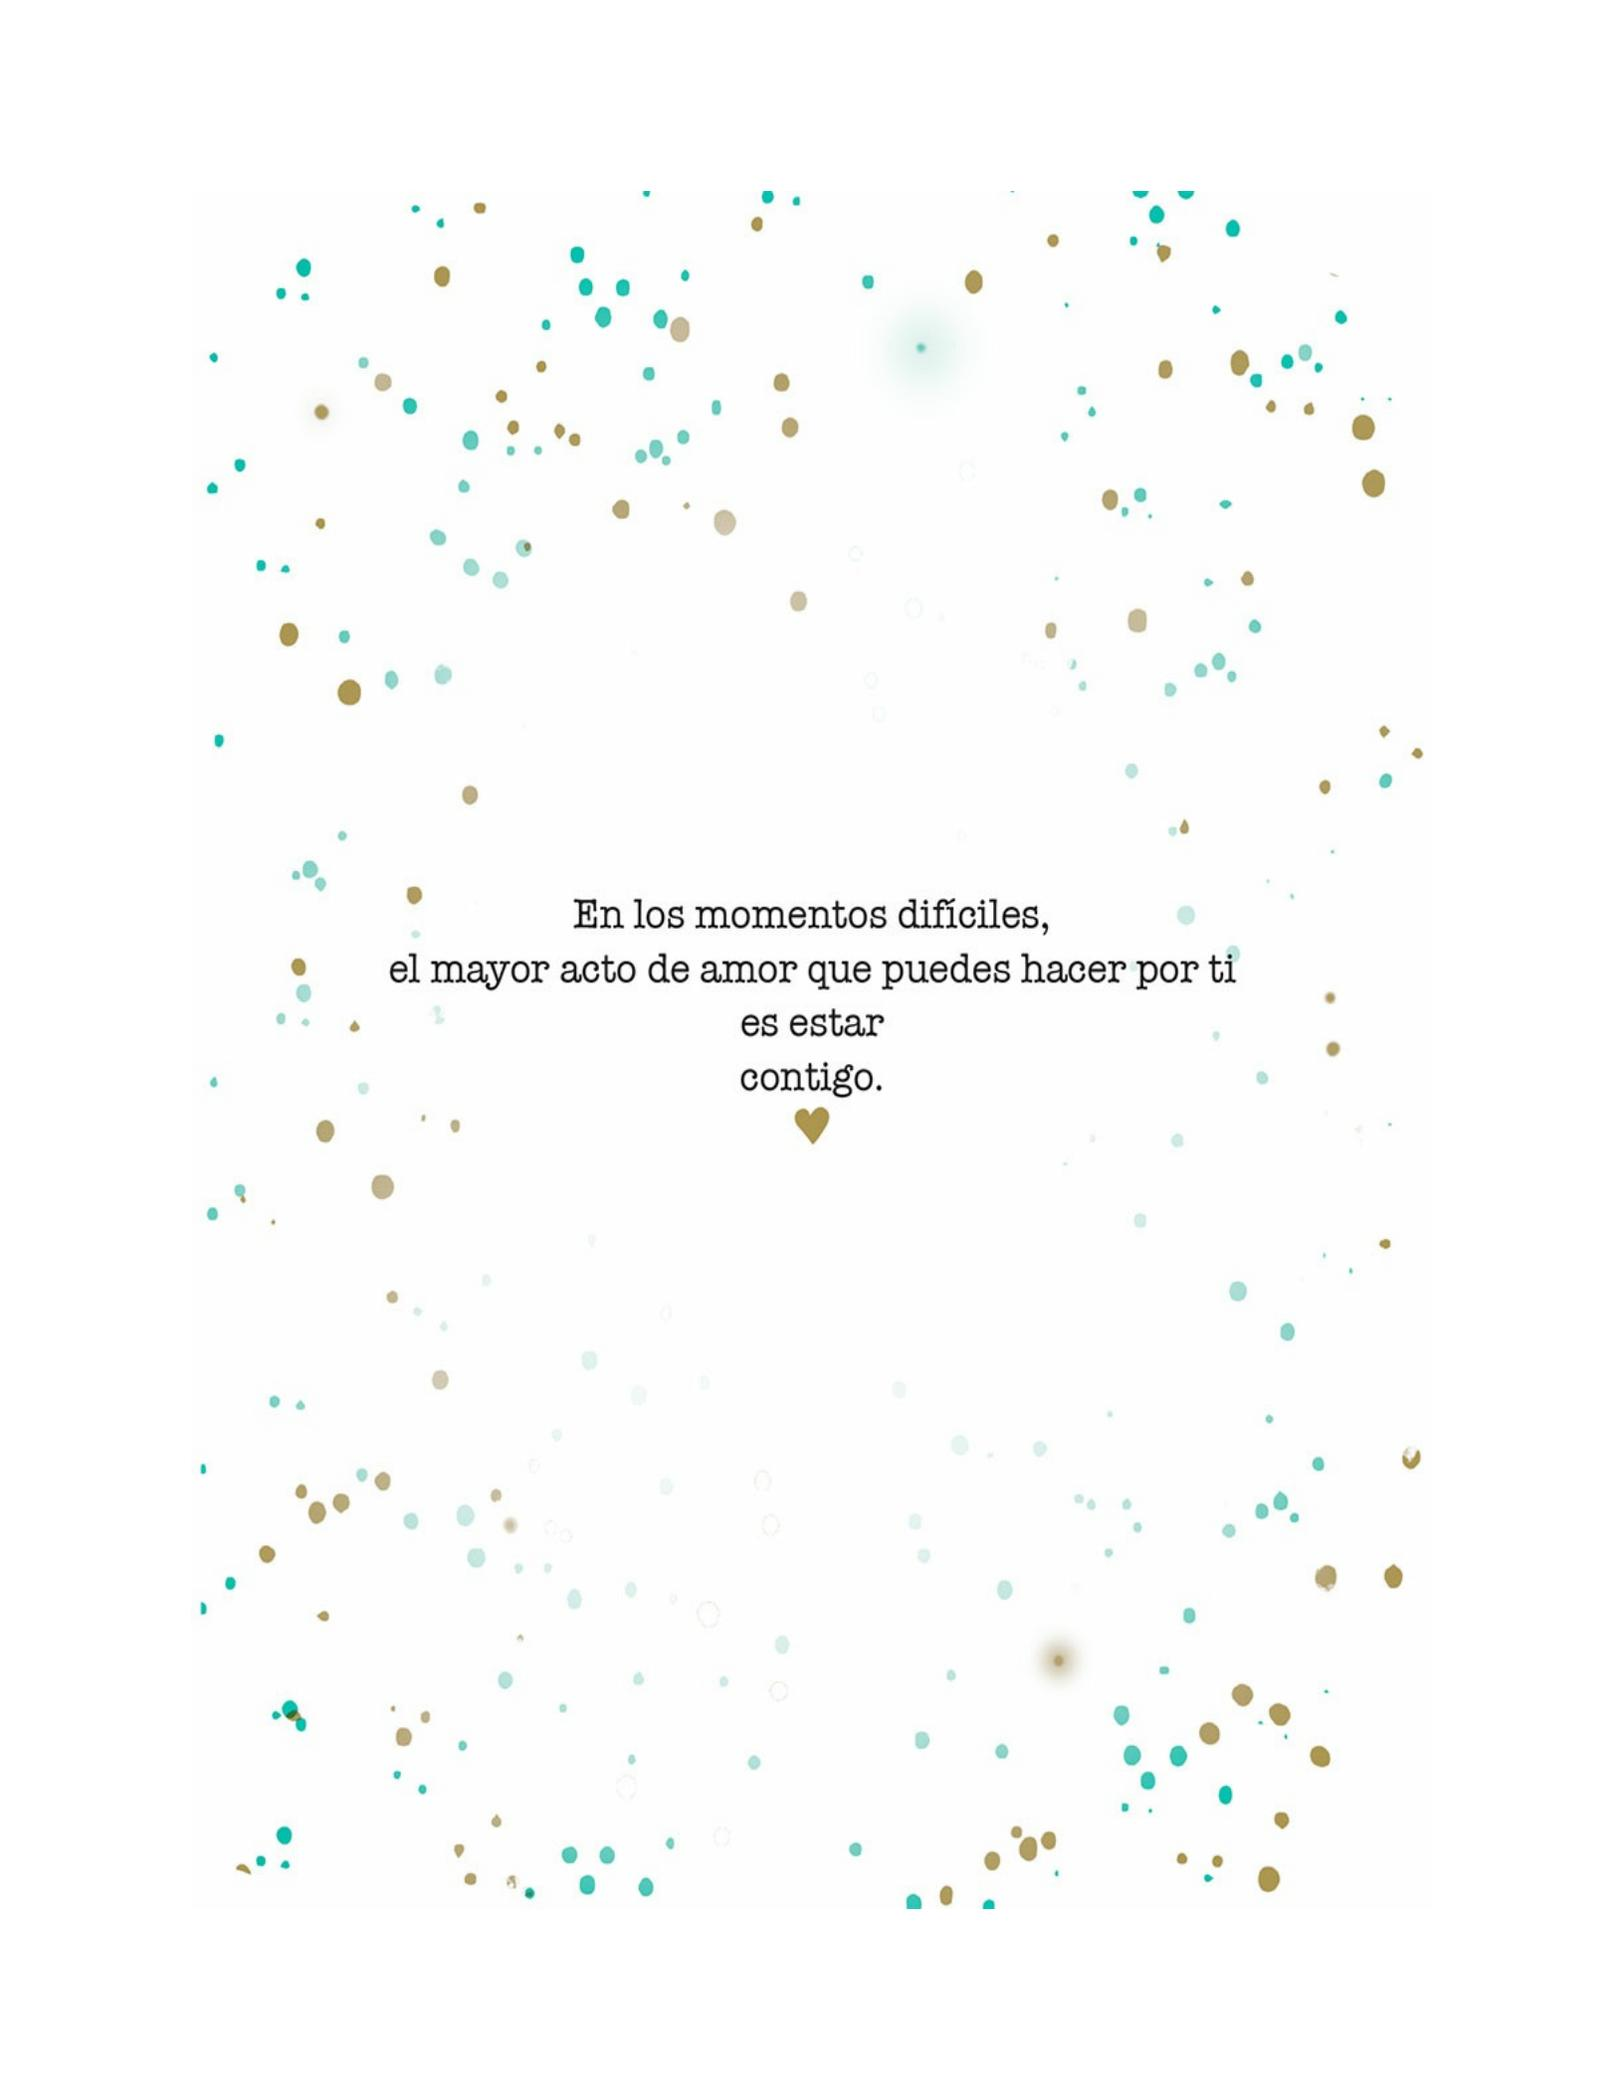 En los momentos difíciles,
el mayor acto de amor que puedes hacer por ti
es estar
contigo.